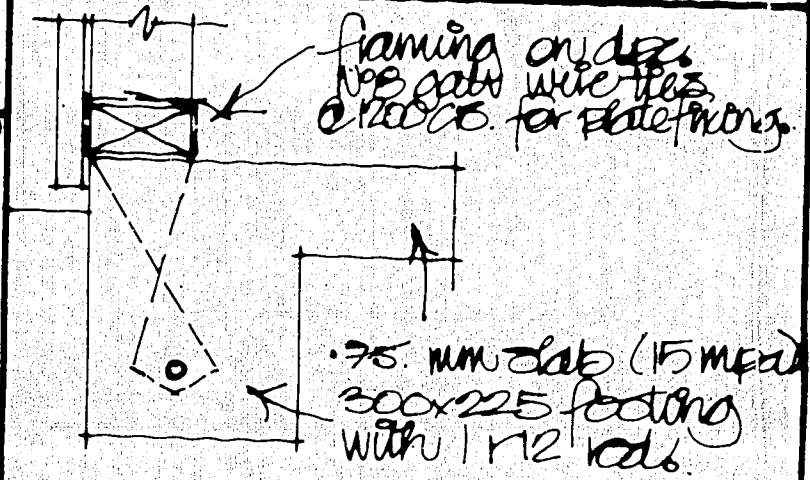 framing on dpc.
No8 galv wire ties
@1200 crs. for plate fixing.
·75. mm slab (15 mpa)
300x225 footing
with 1 r12 rods.